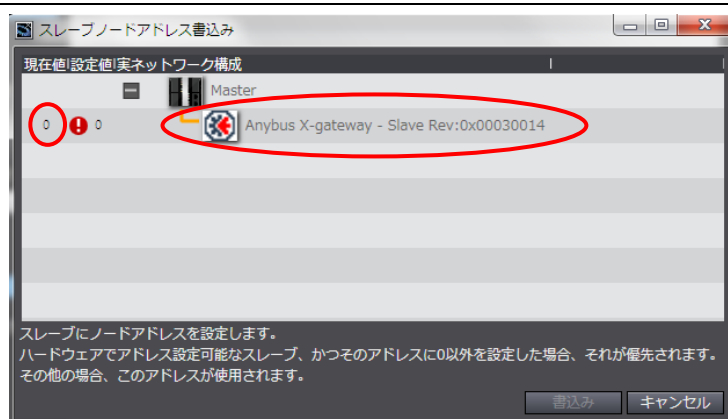 スレーブノードアドレス書込み
現在値|設定値|実ネットワーク構成
Master
0 0 Anybus X-gateway - Slave Rev:0x00030014
スレーブにノードアドレスを設定します。
ハードウェアでアドレス設定可能なスレーブ、かつそのアドレスに0以外を設定した場合、それが優先されます。
その他の場合、このアドレスが使用されます。
書込み キャンセル